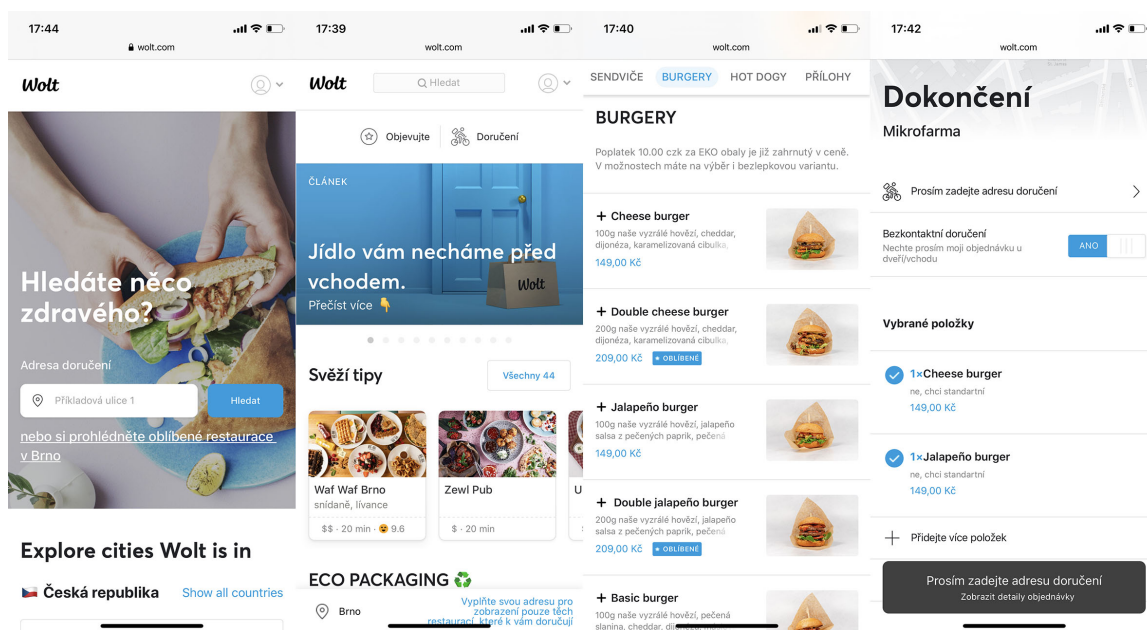 17:44
wolt.com
Wolt
Hledáte něco
zdravého?
Adresa doručení
Příkladová ulice 1
Hledat
nebo si prohlédněte oblíbené restaurace
v Brno
Explore cities Wolt is in
Česká republika
Show all countries
17:39
wolt.com
Wolt
Hledat
Objevujte
Doručení
ČLÁNEK
Jídlo vám necháme před
vchodem.
Přečíst více
Wolt
Svěží tipy
Všechny 44
Waf Waf Brno
snídaně, lívance
$$ · 20 min · 9.6
Zewl Pub
$ · 20 min
U
ECO PACKAGING
Brno
Vyplňte svou adresu pro
zobrazení pouze těch
restaurací, které k vám doručují
17:40
wolt.com
SENDVIČE BURGERY HOT DOGY PŘÍLOHY
BURGERY
Poplatek 10.00 czk za EKO obaly je již zahrnutý v ceně.
V možnostech máte na výběr i bezlepkovou variantu.
+ Cheese burger
100g naše vyzrálé hovězí, cheddar,
dijonéza, karamelizovaná cibulka,
149,00 Kč
+ Double cheese burger
200g naše vyzrálé hovězí, cheddar,
dijonéza, karamelizovaná cibulka,
209,00 Kč
OBLÍBENÉ
+ Jalapeño burger
100g naše vyzrálé hovězí, jalapeño
salsa z pečených paprik, pečená
149,00 Kč
+ Double jalapeño burger
200g naše vyzrálé hovězí, jalapeño
salsa z pečených paprik, pečená
209,00 Kč
OBLÍBENÉ
+ Basic burger
100g naše vyzrálé hovězí, pečená
slanina, cheddar,
17:42
wolt.com
Dokončení
Mikrofarma
Prosím zadejte adresu doručení
Bezkontaktní doručení
Nechte prosím moji objednávku u
dveří/vchodu
ANO
Vybrané položky
1×Cheese burger
ne, chci standartní
149,00 Kč
1×Jalapeño burger
ne, chci standartní
149,00 Kč
Přidejte více položek
Prosím zadejte adresu doručení
Zobrazit detaily objednávky